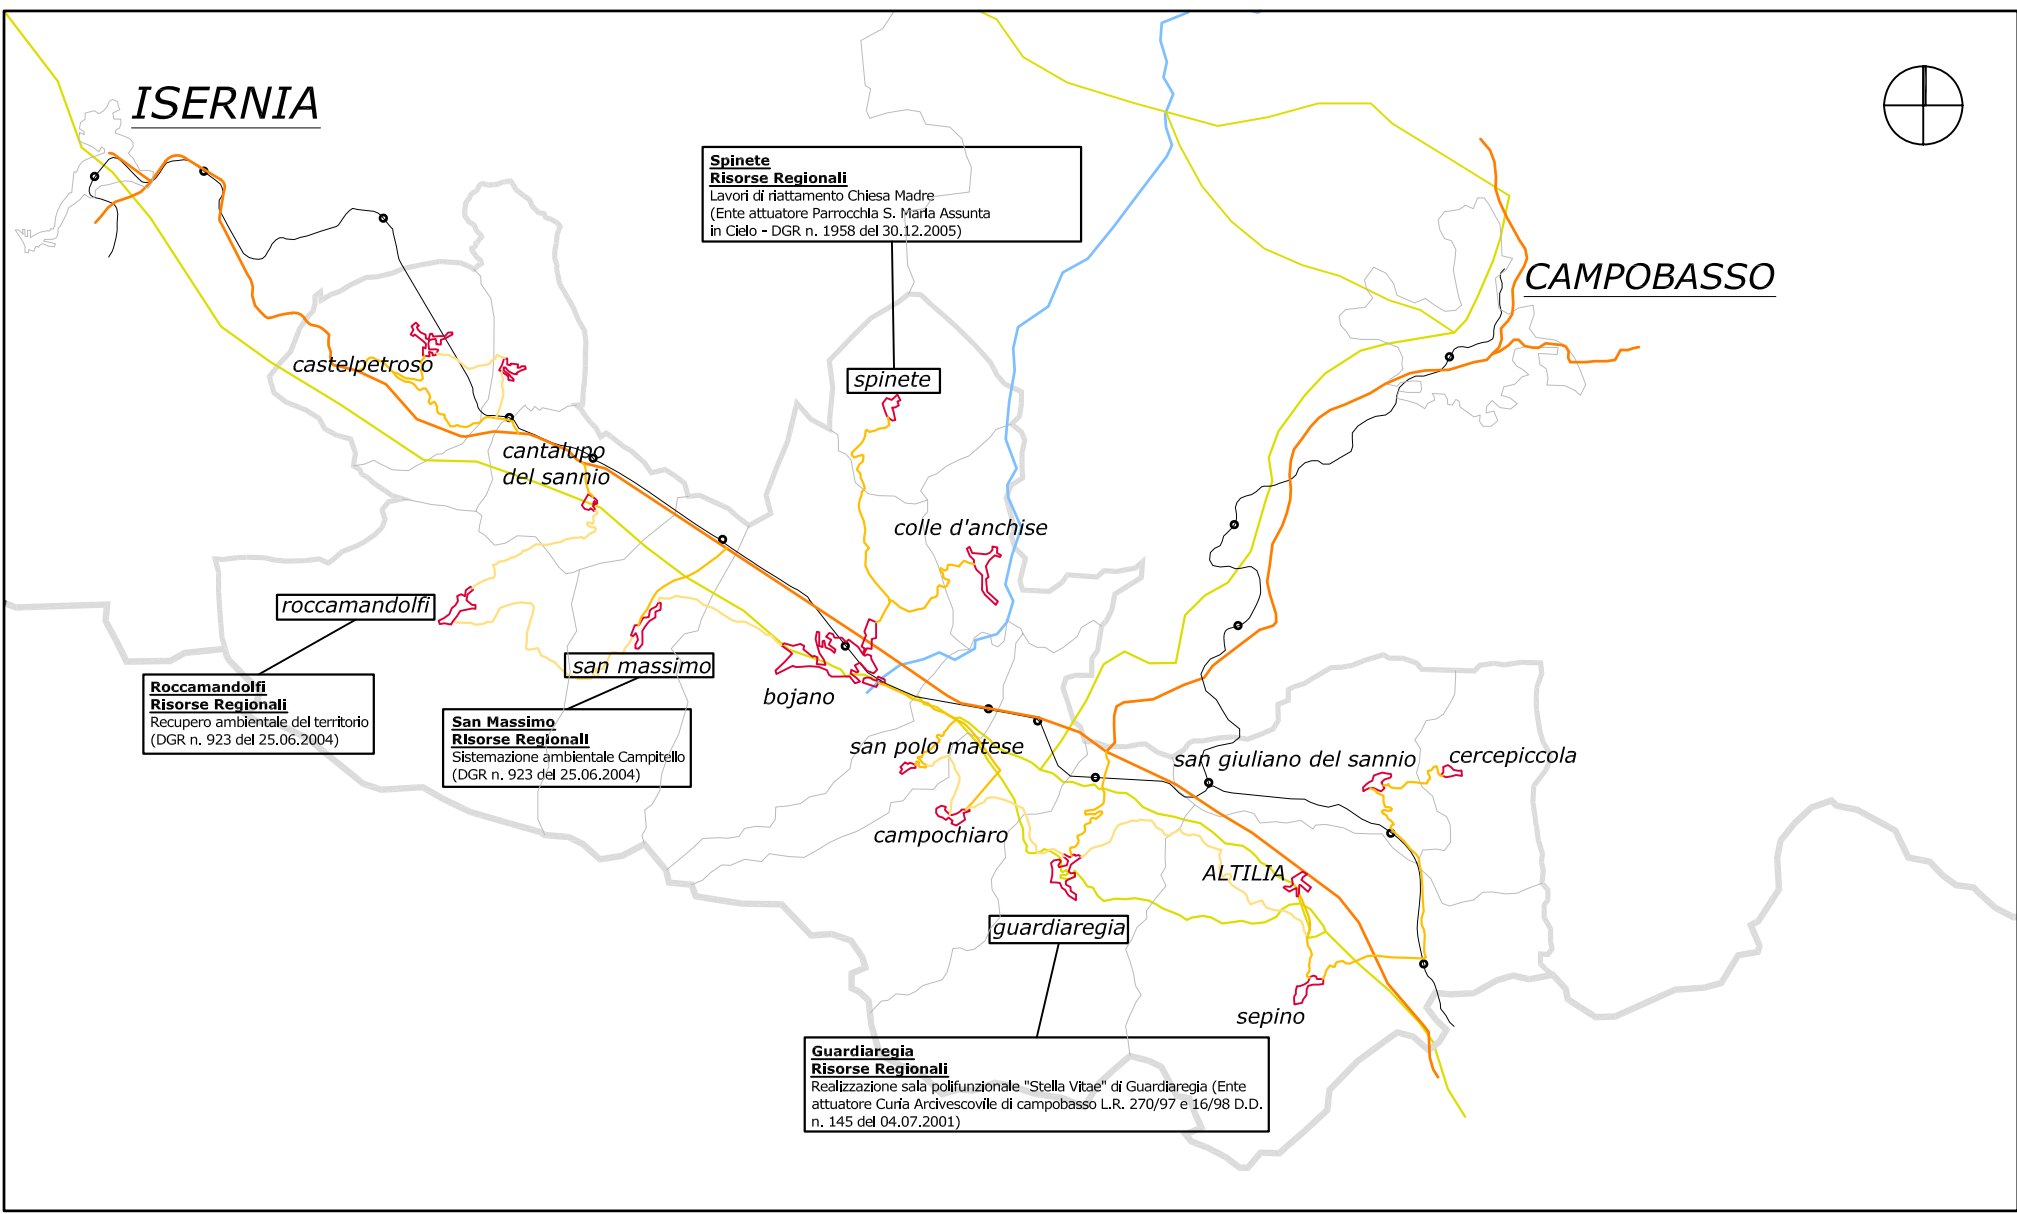 ISERNIA
Spinete
Risorse Regionali
Lavori di riattamento Chiesa Madre
(Ente attuatore Parrocchia S. Maria Assunta
in Cielo - DGR n. 1958 del 30.12.2005)
CAMPOBASSO
castelpetroso
spinete
cantalupo
del sannio
colle d'anchise
roccamandolfi
san massimo
bojano
Roccamandolfi
Risorse Regionali
Recupero ambientale del territorio
(DGR n. 923 del 25.06.2004)
San Massimo
Risorse Regionali
Sistemazione ambientale Campitello
(DGR n. 923 del 25.06.2004)
san polo matese
san giuliano del sannio
cercepiccola
campochiaro
ALTILIA
guardiaregia
sepino
Guardiaregia
Risorse Regionali
Realizzazione sala polifunzionale "Stella Vitae" di Guardiaregia (Ente
attuatore Curia Arcivescovile di campobasso L.R. 270/97 e 16/98 D.D.
n. 145 del 04.07.2001)